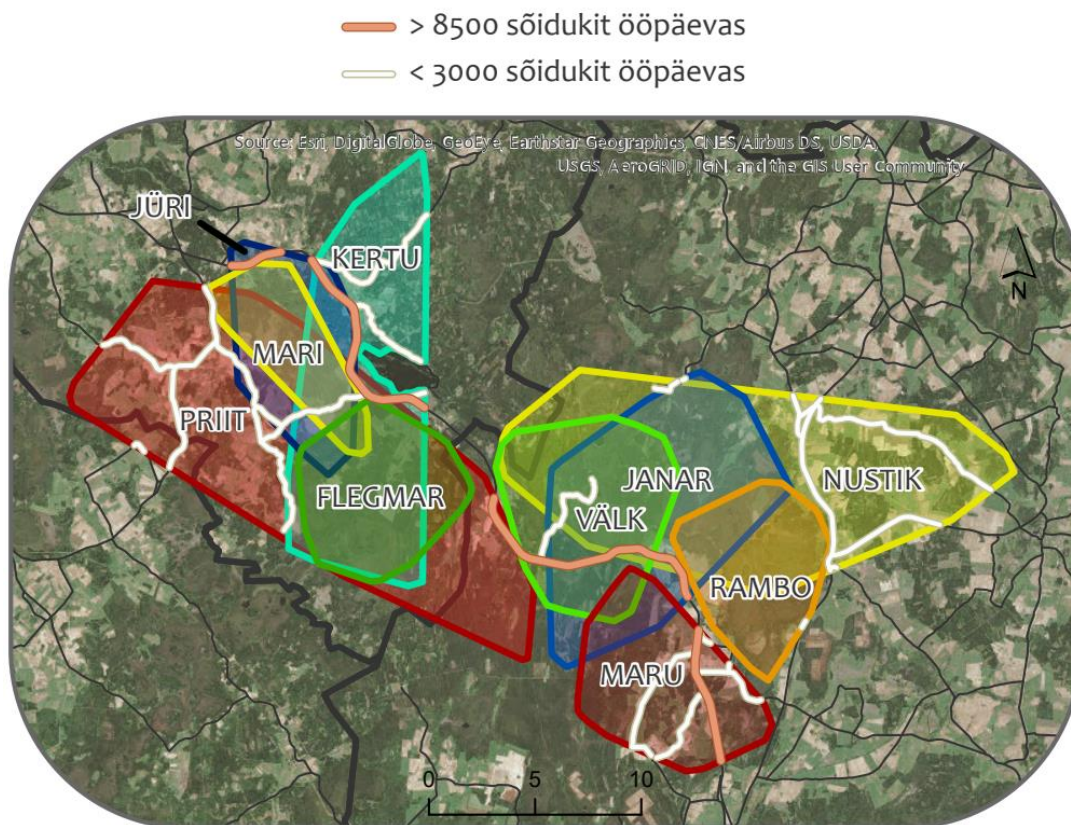 > 8500 sõidukit ööpäevas
< 3000 sõidukit ööpäevas
Source: Esri, DigitalGlobe, GeoEye, Earthstar Geographics, CNES/Airbus DS, USDA,
USGS, AeroGRID, IGN, and the GIS User Community
JÜRI
KERTU
N
MARI
PRIIT
FLEGMAR
JANAR
NUSTIK
VÄLK
RAMBO
MARU
0 5 10